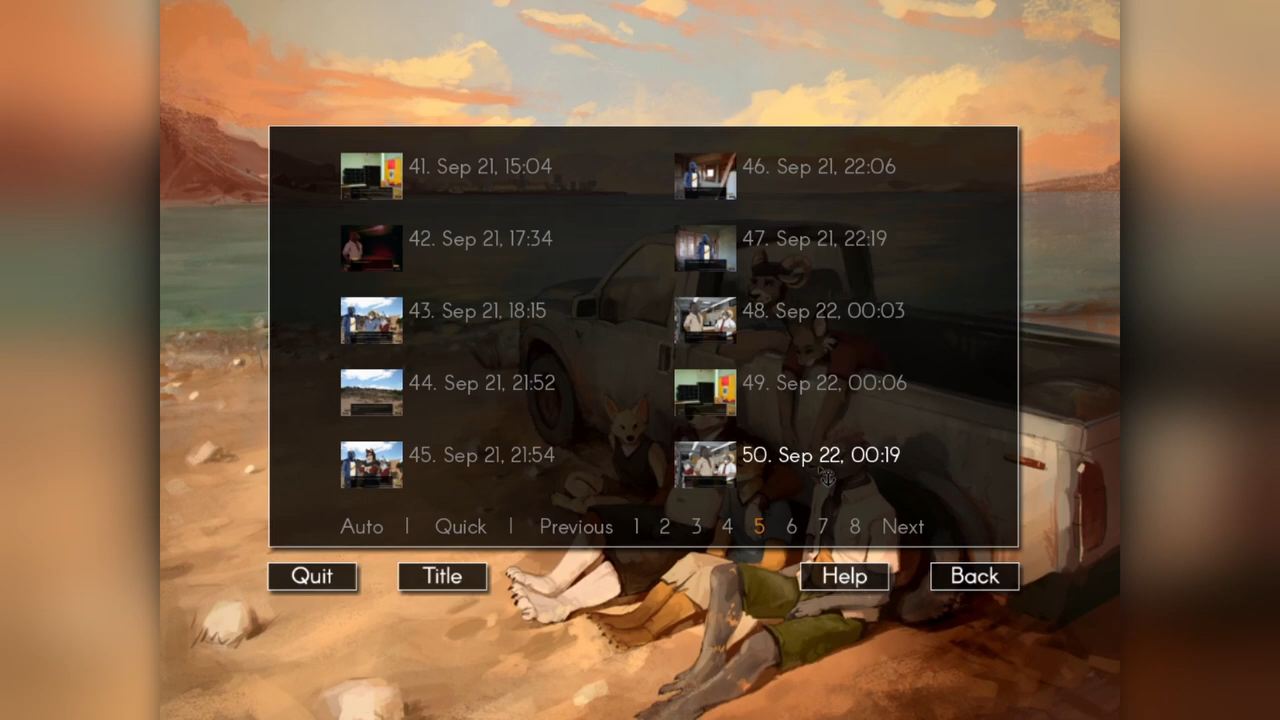 41. Sep 21, 15:04
42. Sep 21, 17:34
43. Sep 21, 18:15
44. Sep 21, 21:52
45. Sep 21, 21:54
46. Sep 21, 22:06
47. Sep 21, 22:19
48. Sep 22, 00:03
49. Sep 22, 00:06
50. Sep 22, 00:19
Auto | Quick | Previous 1 2 3 4 5 6 7 8 Next
Quit Title Help Back